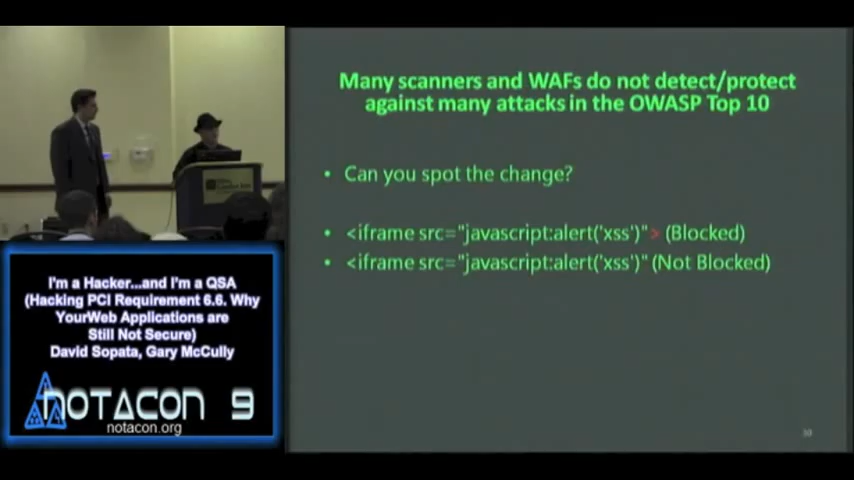 Many scanners and WAFs do not detect/protect
against many attacks in the OWASP Top 10
• Can you spot the change?
• <iframe src="javascript:alert('xss')"> (Blocked)
• <iframe src="javascript:alert('xss')" (Not Blocked)
30
I'm a Hacker...and I'm a QSA
(Hacking PCI Requirement 6.6. Why
YourWeb Applications are
Still Not Secure)
David Sopata, Gary McCully
NOTACON 9
notacon.org